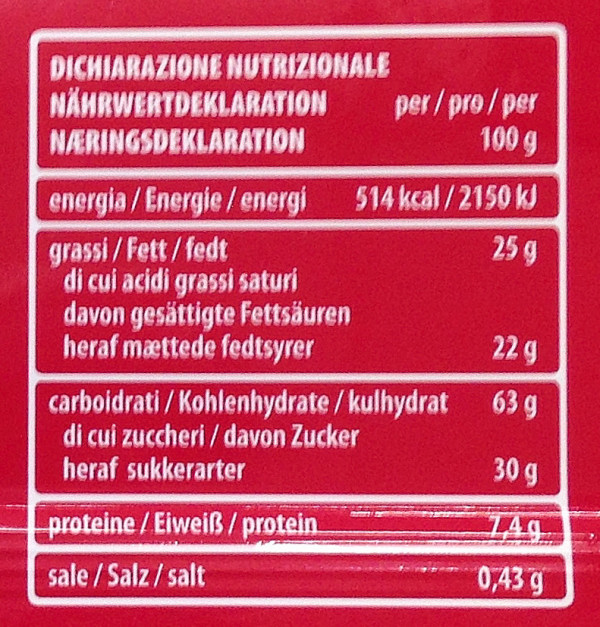 DICHIARAZIONE NUTRIZIONALE
NÄHRWERTDEKLARATION per / pro / per
NÆRINGSDEKLARATION 100 g
energia / Energie / energi 514 kcal / 2150 kJ
grassi / Fett / fedt 25 g
di cui acidi grassi saturi
davon gesättigte Fettsäuren
heraf mættede fedtsyrer 22 g
carboidrati / Kohlenhydrate / kulhydrat 63 g
di cui zuccheri / davon Zucker
heraf sukkerarter 30 g
proteine / Eiweiß / protein 7,4 g
sale / Salz / salt 0,43 g